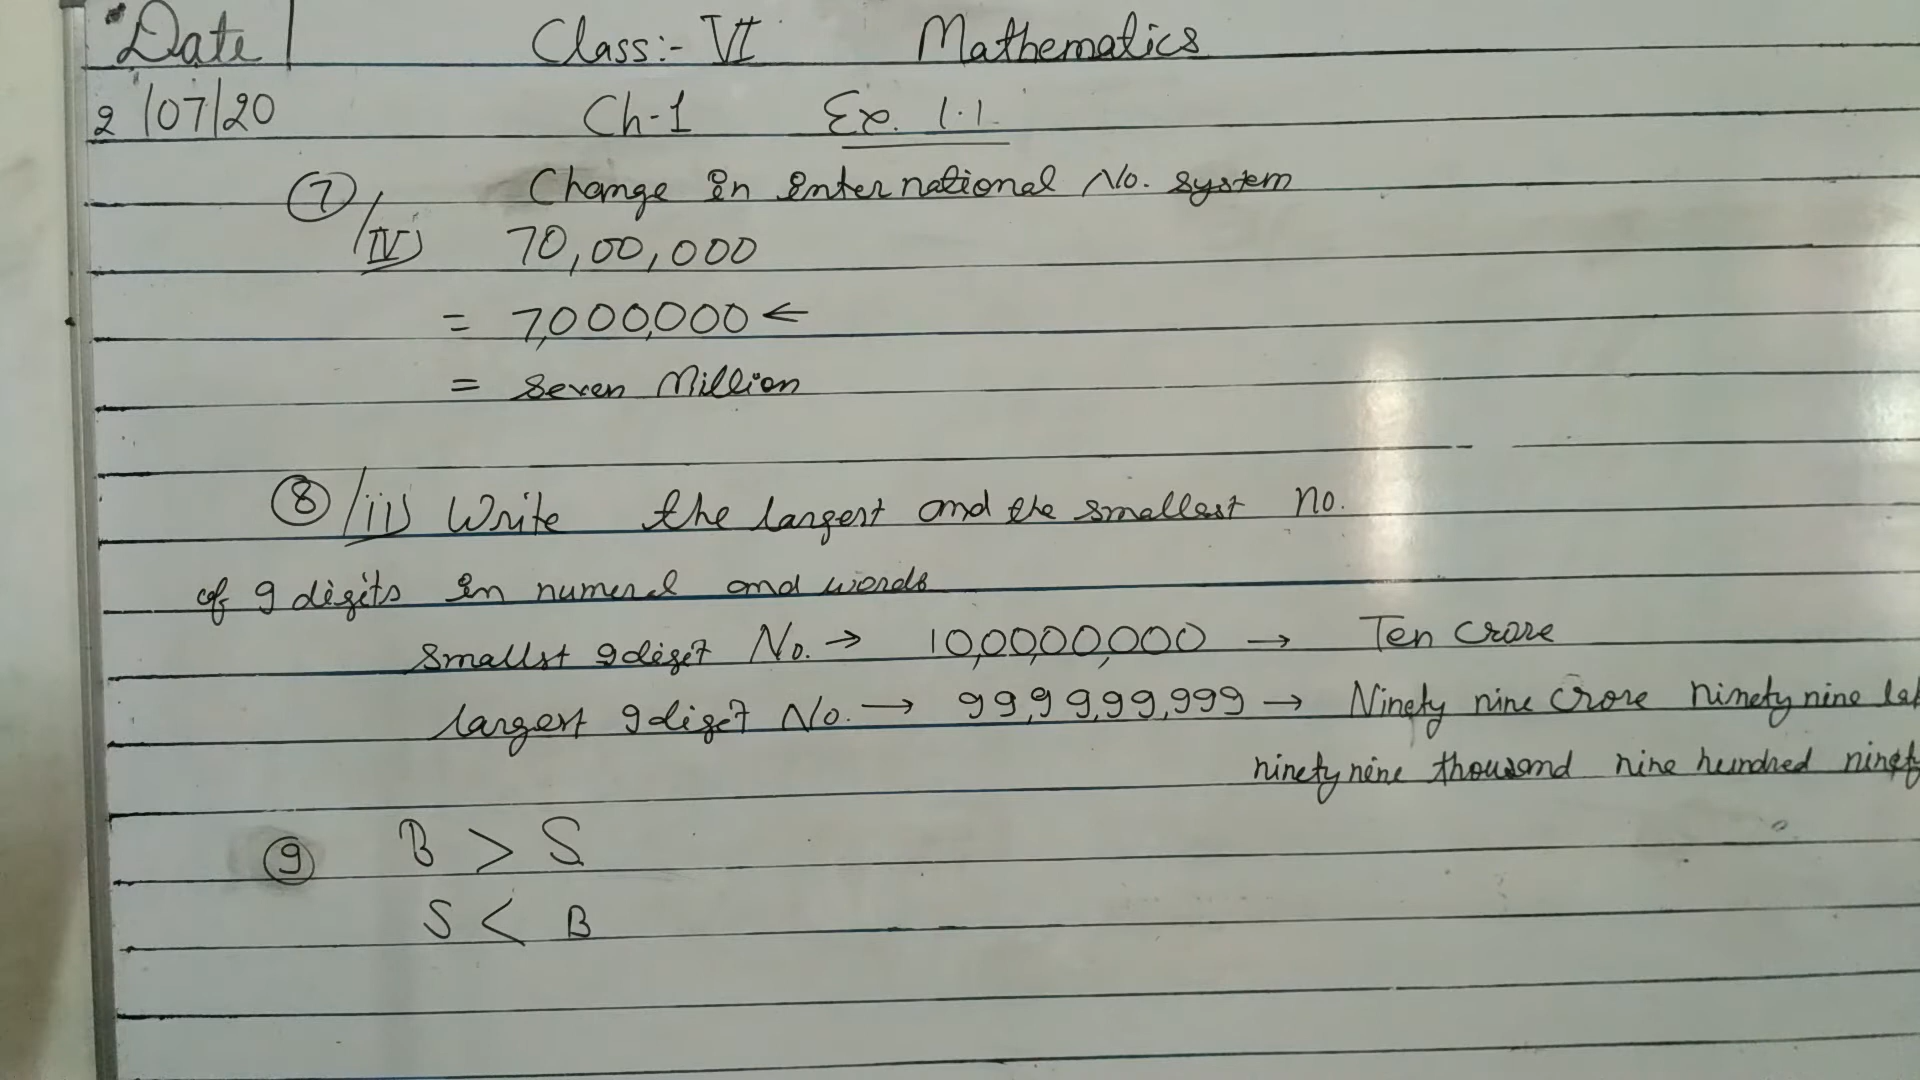 Date Class:- VI Mathematics
2/07/20 Ch-1 Ex. 1.1.
7 Change in international No. system
IV) 70,00,000
= 7,000,000 ←
= Seven Million
8 ii) Write the largest and the smallest no.
of 9 digits in numeral and words
Smallst 9 digit No. → 10,00,00,000 → Ten Crore
largest 9 digit No. → 99,99,99,999 → Ninety nine Crore ninety nine
ninety nine thousand nine hundred
9 B > S
S < B